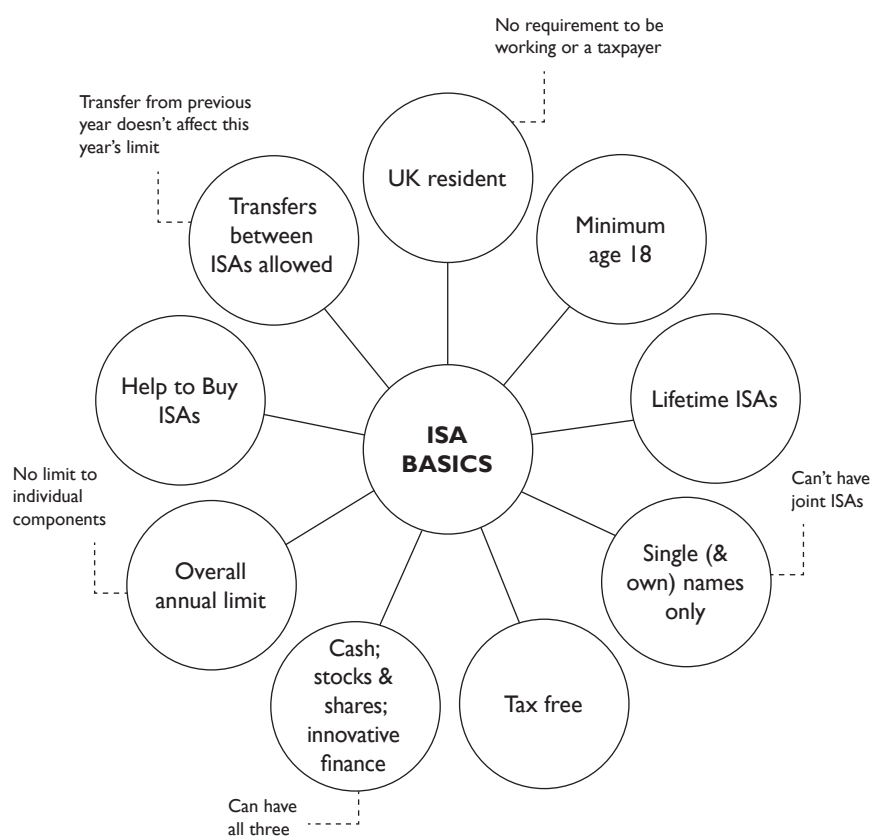 No requirement to be
working or a taxpayer
Transfer from previous
year doesn't affect this
year's limit
UK resident
Transfers
between
ISAs allowed
Minimum
age 18
Help to Buy
ISAs
Lifetime ISAs
ISA
BASICS
No limit to
individual
components
Can't have
joint ISAs
Overall
annual limit
Single (&
own) names
only
Cash;
stocks &
shares;
innovative
finance
Tax free
Can have
all three